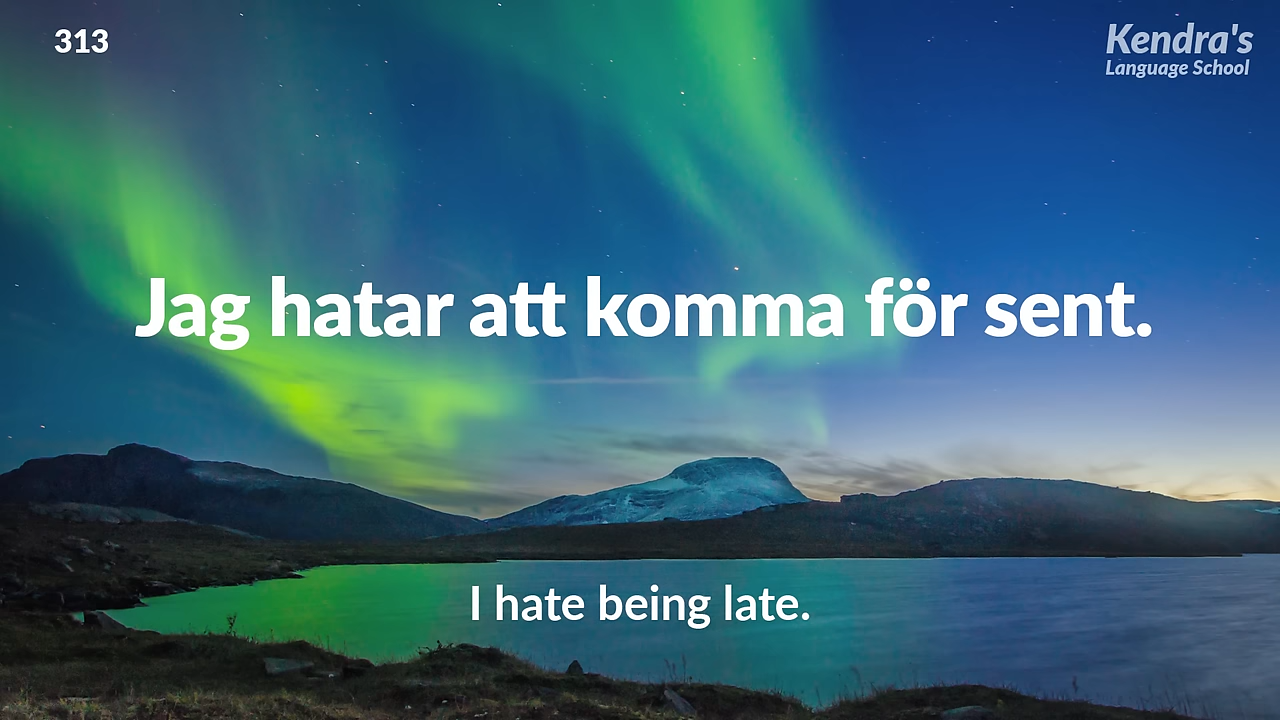 313
Kendra's
Language School
Jag hatar att komma för sent.
I hate being late.